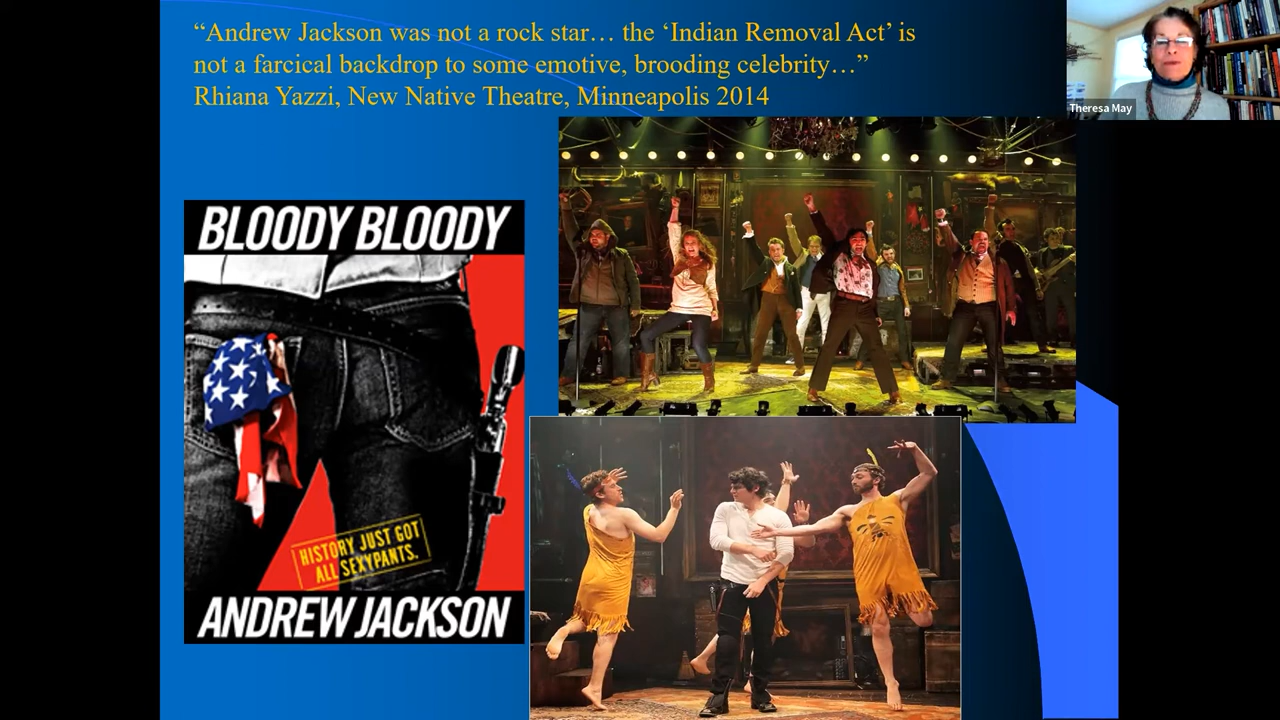 “Andrew Jackson was not a rock star… the ‘Indian Removal Act’ is
not a farcical backdrop to some emotive, brooding celebrity…”
Rhiana Yazzi, New Native Theatre, Minneapolis 2014
Theresa May
BLOODY BLOODY
HISTORY JUST GOT
ALL SEXYPANTS.
ANDREW JACKSON